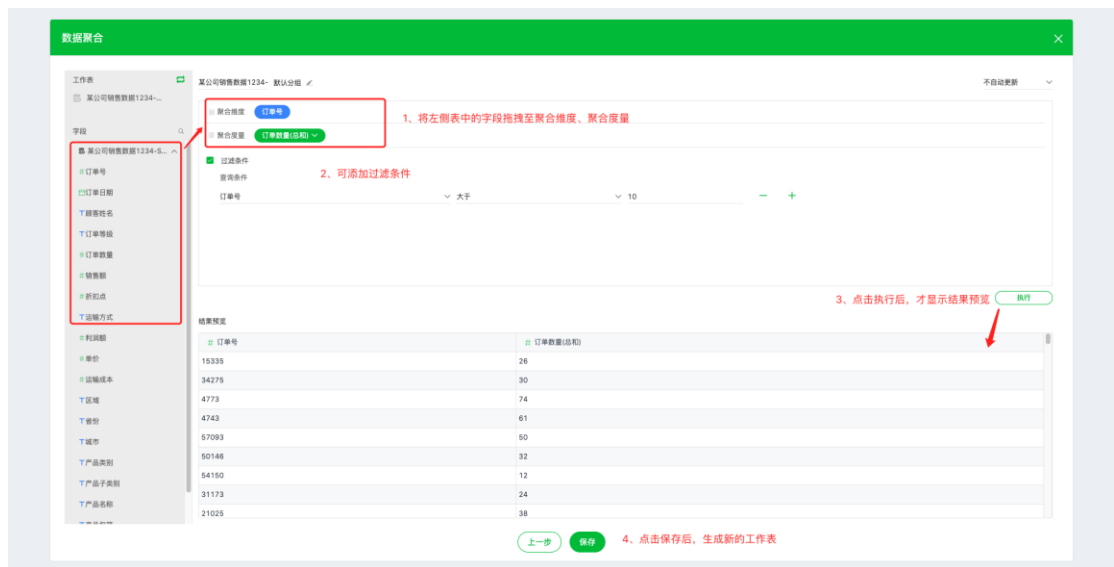 数据聚合
工作表
某公司销售数据1234-...
某公司销售数据1234- 默认分组
不自动更新
聚合维度 订单号
1、将左侧表中的字段拖拽至聚合维度、聚合度量
聚合度量 订单数量(总和)
字段
某公司销售数据1234-S...
过滤条件
查询条件
2、可添加过滤条件
订单号 大于 10
订单号
订单日期
顾客姓名
订单等级
订单数量
销售额
折扣点
运输方式
利润额
单价
运输成本
区域
省份
城市
产品类别
产品子类别
产品名称
3、点击执行后，才显示结果预览
执行
结果预览
订单号 订单数量(总和)
15335 26
34275 30
4773 74
4743 61
57093 50
50146 32
54150 12
31173 24
21025 38
上一步 保存
4、点击保存后，生成新的工作表